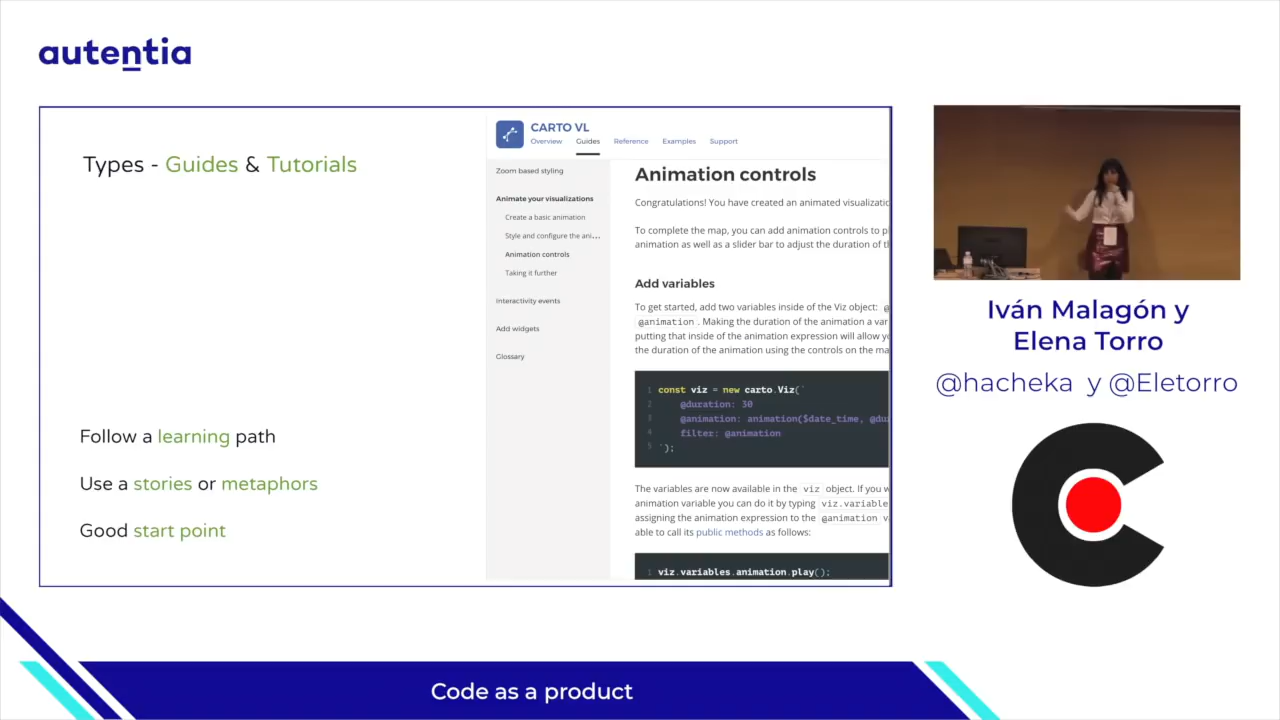 autentia
Types - Guides & Tutorials
Follow a learning path
Use a stories or metaphors
Good start point
CARTO VL
Overview Guides Reference Examples Support
Zoom based styling
Animate your visualizations
Create a basic animation
Style and configure the ani...
Animation controls
Taking it further
Interactivity events
Add widgets
Glossary
Animation controls
Congratulations! You have created an animated visualizatio
To complete the map, you can add animation controls to p
animation as well as a slider bar to adjust the duration of t
Add variables
To get started, add two variables inside of the Viz object: @
@animation. Making the duration of the animation a var
putting that inside of the animation expression will allow yo
the duration of the animation using the controls on the ma
1 const viz = new carto.Viz(`
2 @duration: 30
3 @animation: animation($date_time, @du
4 filter: @animation
5 `);
The variables are now available in the viz object. If you w
animation variable you can do it by typing viz.variable
assigning the animation expression to the @animation v
able to call its public methods as follows:
1 viz.variables.animation.play();
Iván Malagón y
Elena Torro
@hacheka y @Eletorro
Code as a product